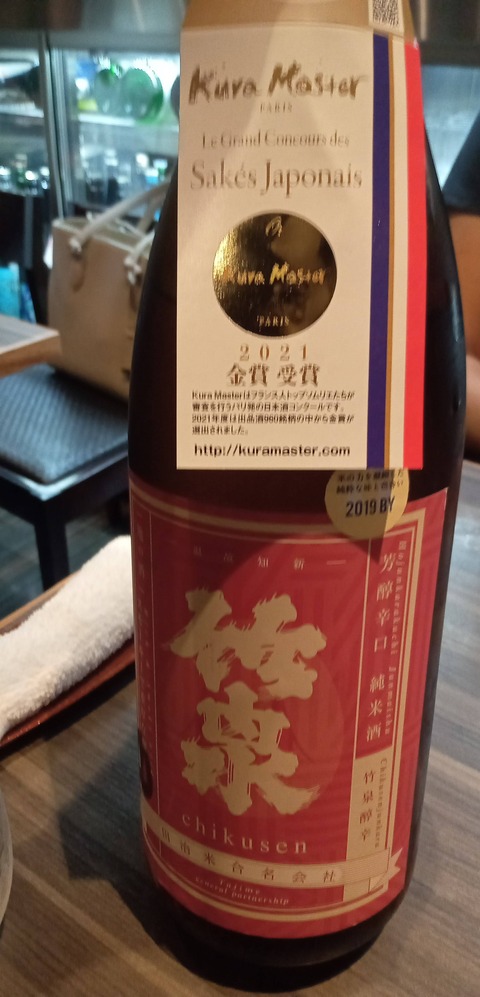 Kura Master
PARIS
Le Grand Concours des
Sakés Japonais
Kura Master
PARIS
2021
金賞 受賞
Kura Masterはフランス人トップソムリエたちが
審査を行うパリ発の日本酒コンクールです。
2021年度は出品酒960銘柄の中から金賞が
選出されました。
http://kuramaster.com
2019 BY
芳醇辛口 純米酒
Hojunkarakuchi Junmaishu
竹泉醇辛
竹泉
chikusen
田治米合名会社
Tajime
general partnership